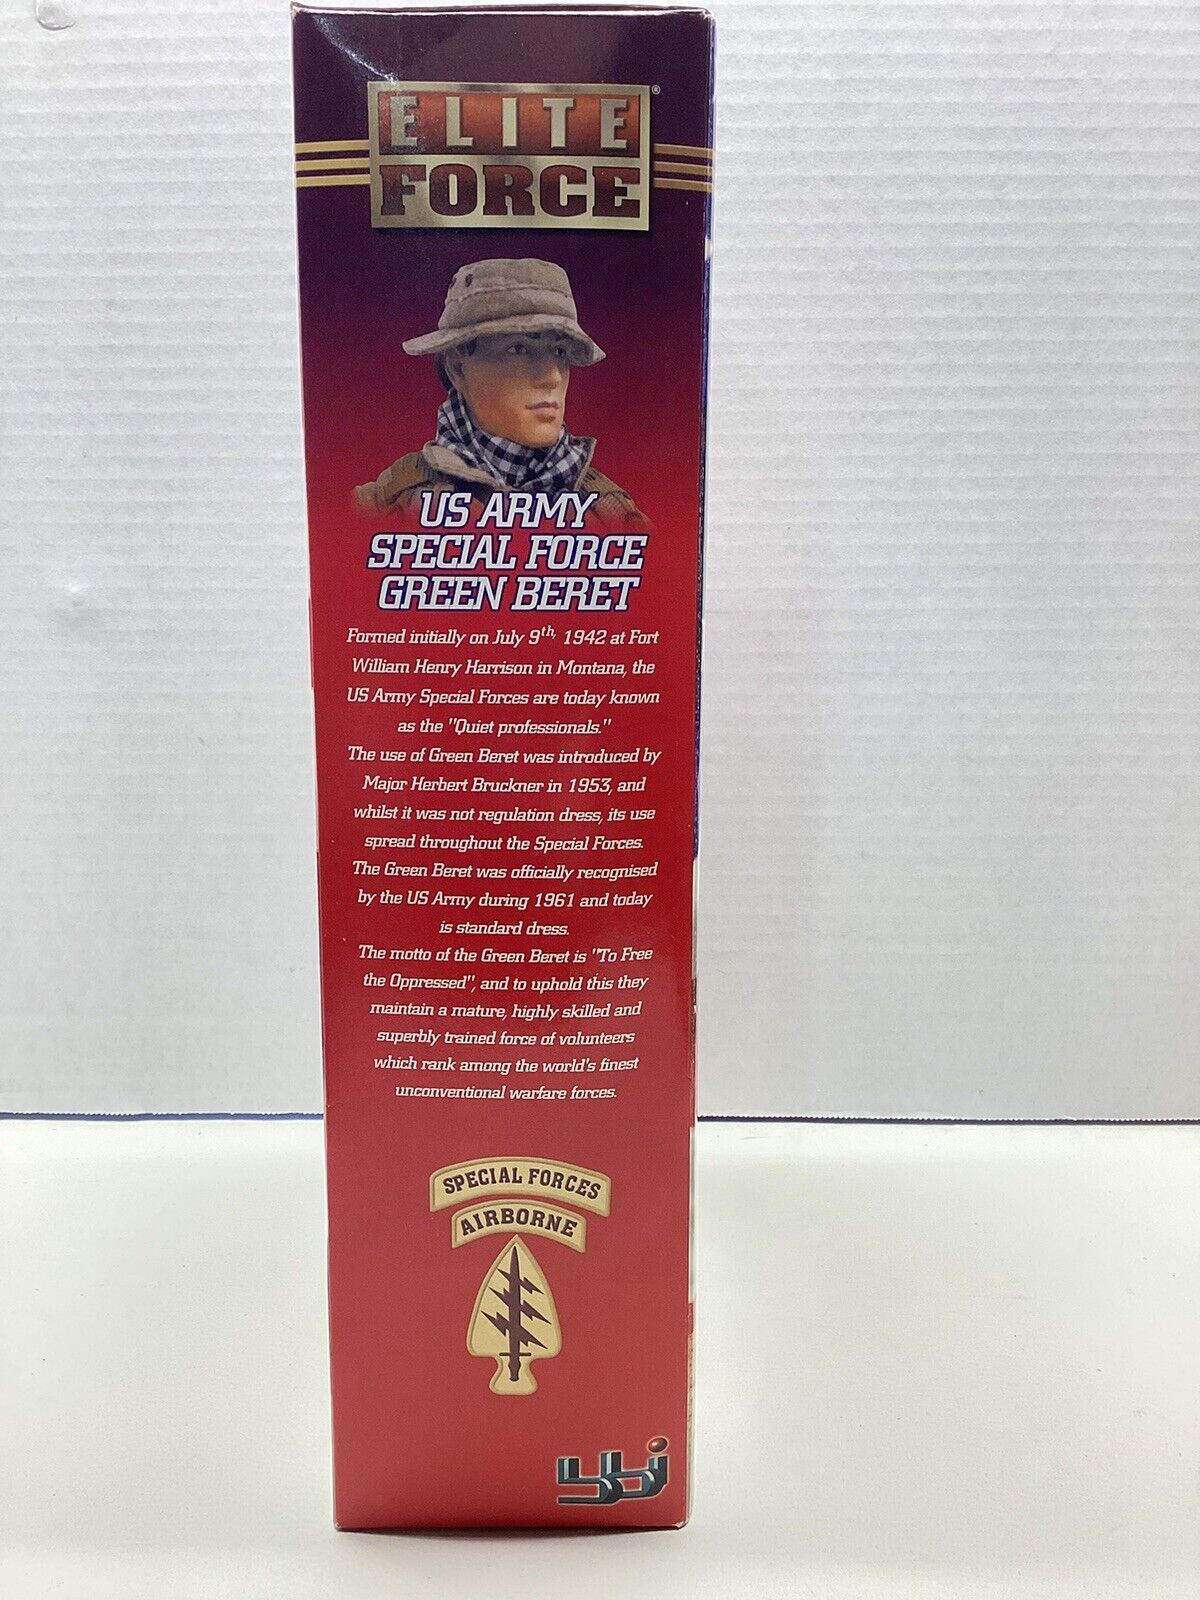 ELITE®
FORCE
US ARMY
SPECIAL FORCE
GREEN BERET
Formed initially on July 9th, 1942 at Fort
William Henry Harrison in Montana, the
US Army Special Forces are today known
as the "Quiet professionals."
The use of Green Beret was introduced by
Major Herbert Bruckner in 1953, and
whilst it was not regulation dress, its use
spread throughout the Special Forces.
The Green Beret was officially recognised
by the US Army during 1961 and today
is standard dress.
The motto of the Green Beret is "To Free
the Oppressed", and to uphold this they
maintain a mature, highly skilled and
superbly trained force of volunteers
which rank among the world's finest
unconventional warfare forces.
SPECIAL FORCES
AIRBORNE
bbi